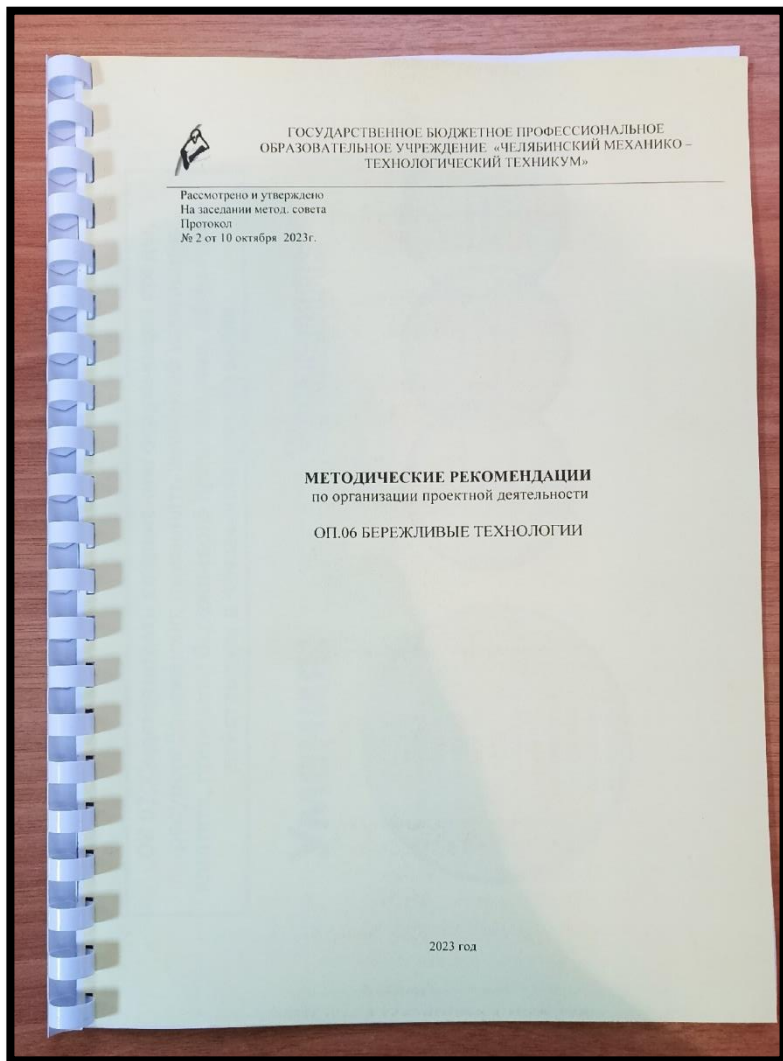 ГОСУДАРСТВЕННОЕ БЮДЖЕТНОЕ ПРОФЕССИОНАЛЬНОЕ
ОБРАЗОВАТЕЛЬНОЕ УЧРЕЖДЕНИЕ «ЧЕЛЯБИНСКИЙ МЕХАНИКО –
ТЕХНОЛОГИЧЕСКИЙ ТЕХНИКУМ»
Рассмотрено и утверждено
На заседании метод. совета
Протокол
№ 2 от 10 октября 2023г.
МЕТОДИЧЕСКИЕ РЕКОМЕНДАЦИИ
по организации проектной деятельности
ОП.06 БЕРЕЖЛИВЫЕ ТЕХНОЛОГИИ
2023 год